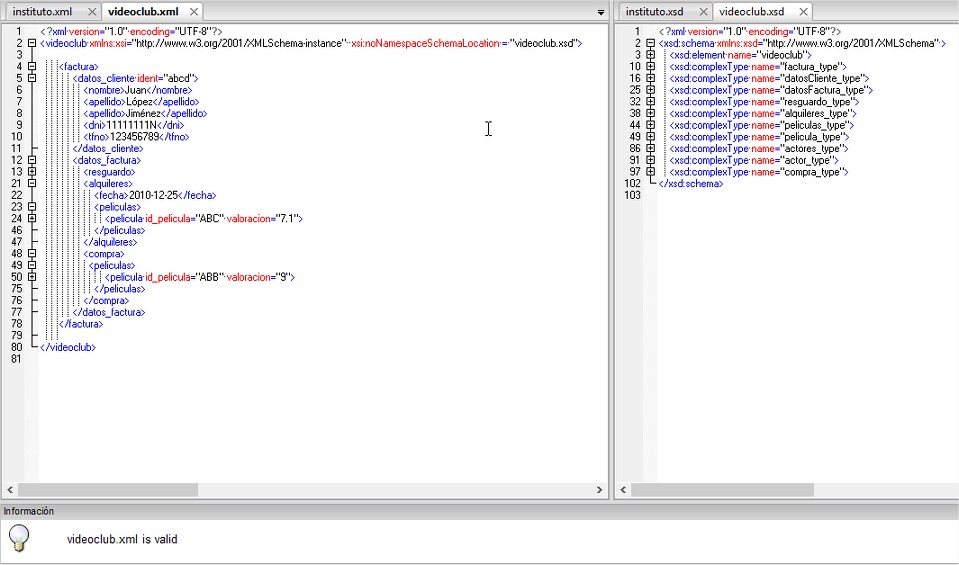 instituto.xml
videoclub.xml
1 <?xml version="1.0" encoding="UTF-8"?>
2 <videoclub xmlns:xsi="http://www.w3.org/2001/XMLSchema-instance" xsi:noNamespaceSchemaLocation ="videoclub.xsd">
3
4 <factura>
5 <datos_cliente ident="abcd">
6 <nombre>Juan</nombre>
7 <apellido>López</apellido>
8 <apellido>Jiménez</apellido>
9 <dni>11111111N</dni>
10 <tfno>123456789</tfno>
11 </datos_cliente>
12 <datos_factura>
13 <resguardo>
21 <alquileres>
22 <fecha>2010-12-25</fecha>
23 <peliculas>
24 <pelicula id_pelicula="ABC" valoracion="7.1">
46 </peliculas>
47 </alquileres>
48 <compra>
49 <peliculas>
50 <pelicula id_pelicula="ABB" valoracion="9">
75 </peliculas>
76 </compra>
77 </datos_factura>
78 </factura>
79
80 </videoclub>
81
instituto.xsd
videoclub.xsd
1 <?xml version="1.0" encoding="UTF-8"?>
2 <xsd:schema xmlns:xsd="http://www.w3.org/2001/XMLSchema" >
3 <xsd:element name="videoclub">
10 <xsd:complexType name="factura_type">
16 <xsd:complexType name="datosCliente_type">
25 <xsd:complexType name="datosFactura_type">
32 <xsd:complexType name="resguardo_type">
38 <xsd:complexType name="alquileres_type">
44 <xsd:complexType name="peliculas_type">
49 <xsd:complexType name="pelicula_type">
86 <xsd:complexType name="actores_type">
91 <xsd:complexType name="actor_type">
97 <xsd:complexType name="compra_type">
102 </xsd:schema>
103
Información
videoclub.xml is valid